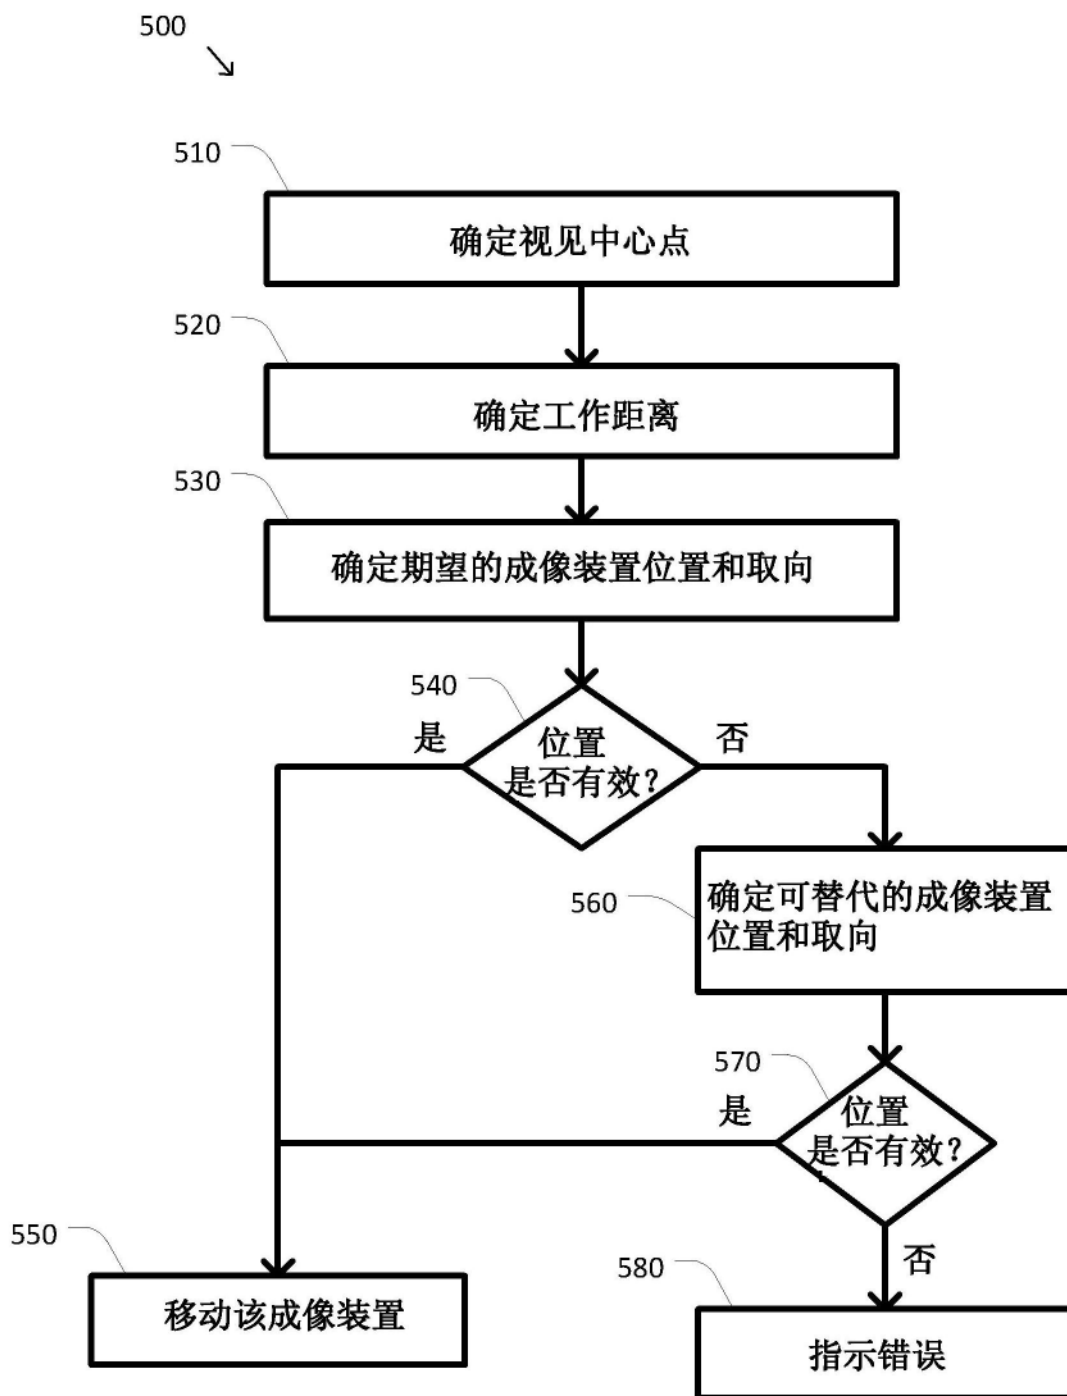 500
510
确定视见中心点
520
确定工作距离
530
确定期望的成像装置位置和取向
540
是
否
位置
是否有效?
560
确定可替代的成像装置
位置和取向
570
是
位置
是否有效?
550
移动该成像装置
否
580
指示错误